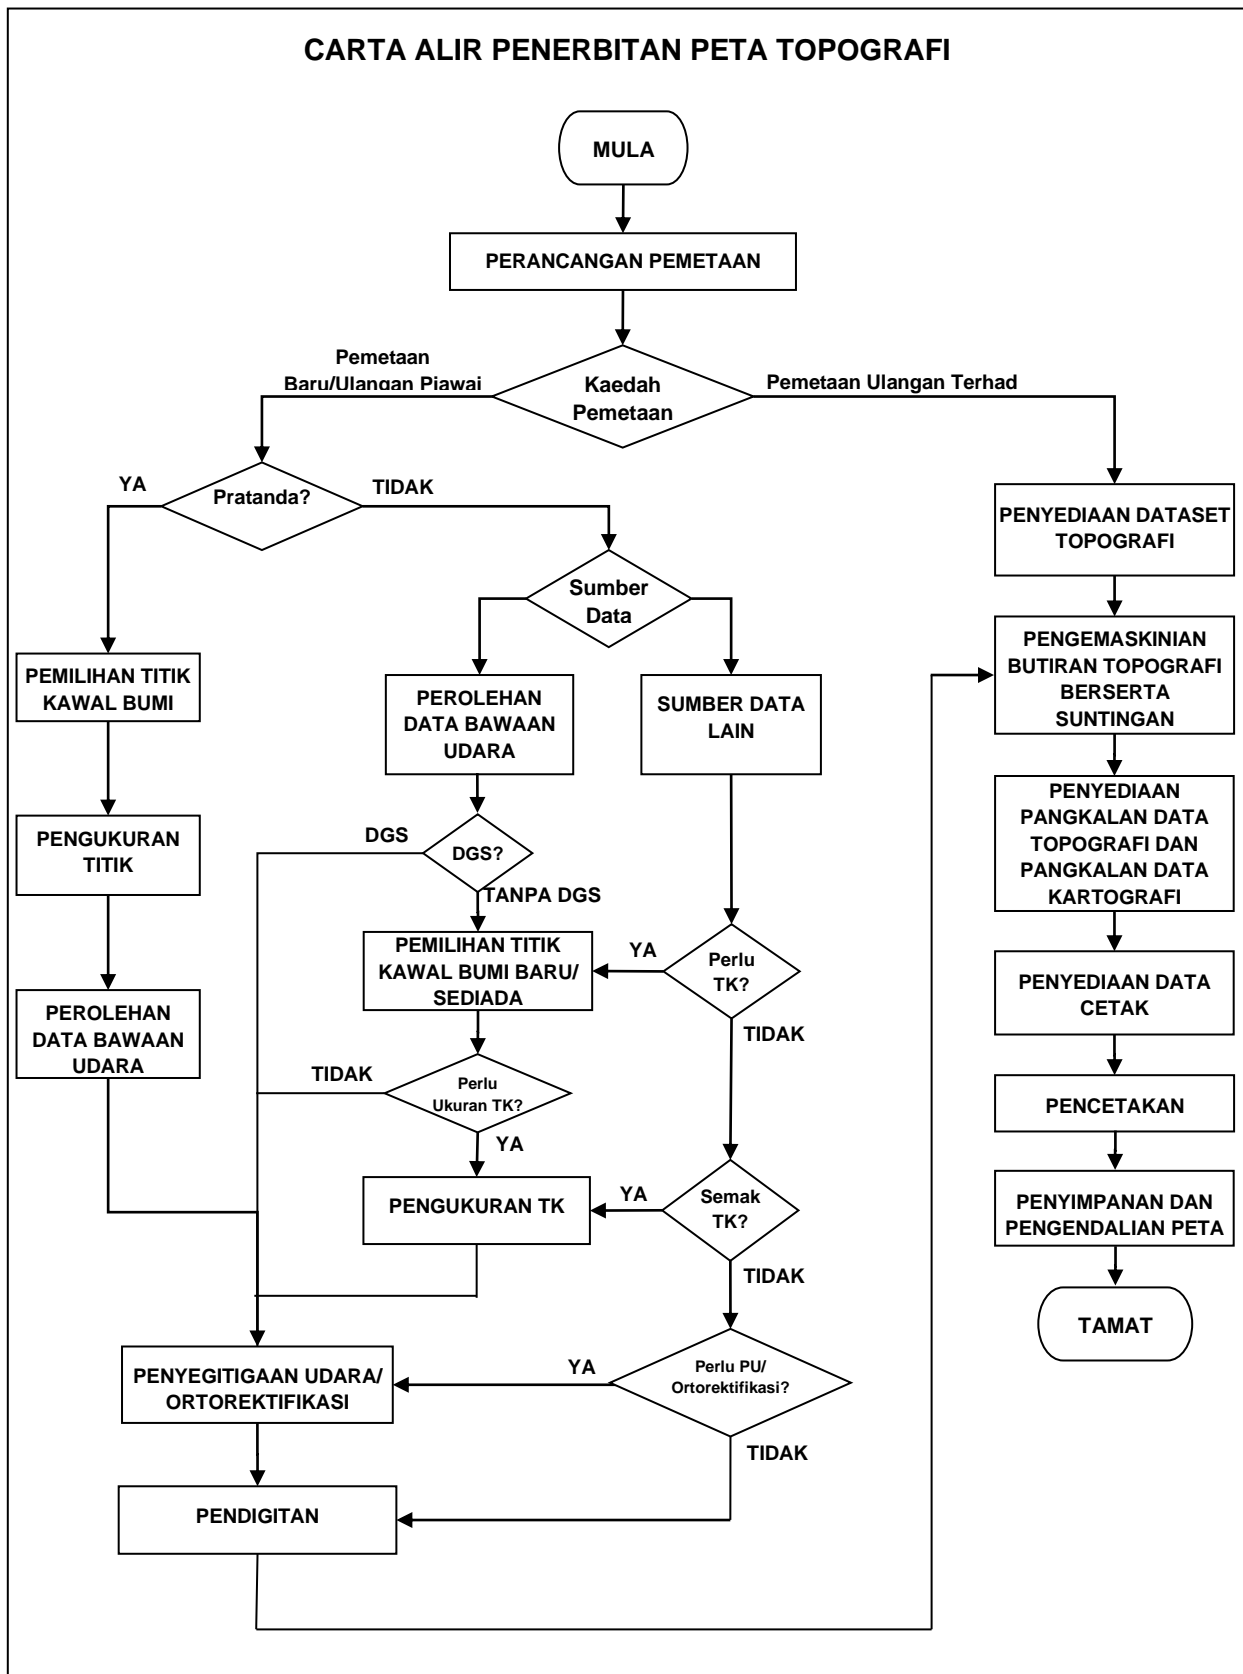 CARTA ALIR PENERBITAN PETA TOPOGRAFI
MULA
PERANCANGAN PEMETAAN
Pemetaan
Baru/Ulangan Piawai
Kaedah
Pemetaan
Pemetaan Ulangan Terhad
YA
Pratanda?
TIDAK
PENYEDIAAN DATASET
TOPOGRAFI
Sumber
Data
PEMILIHAN TITIK
KAWAL BUMI
PEROLEHAN
DATA BAWAAN
UDARA
SUMBER DATA
LAIN
PENGEMASKINIAN
BUTIRAN TOPOGRAFI
BERSERTA
SUNTINGAN
PENGUKURAN
TITIK
DGS
DGS?
TANPA DGS
PENYEDIAAN
PANGKALAN DATA
TOPOGRAFI DAN
PANGKALAN DATA
KARTOGRAFI
PEMILIHAN TITIK
KAWAL BUMI BARU/
SEDIADA
YA
Perlu
TK?
TIDAK
PENYEDIAAN DATA
CETAK
PEROLEHAN
DATA BAWAAN
UDARA
TIDAK
Perlu
Ukuran TK?
YA
PENCETAKAN
PENGUKURAN TK
YA
Semak
TK?
TIDAK
PENYIMPANAN DAN
PENGENDALIAN PETA
TAMAT
PENYEGITIGAAN UDARA/
ORTOREKTIFIKASI
YA
Perlu PU/
Ortorektifikasi?
TIDAK
PENDIGITAN